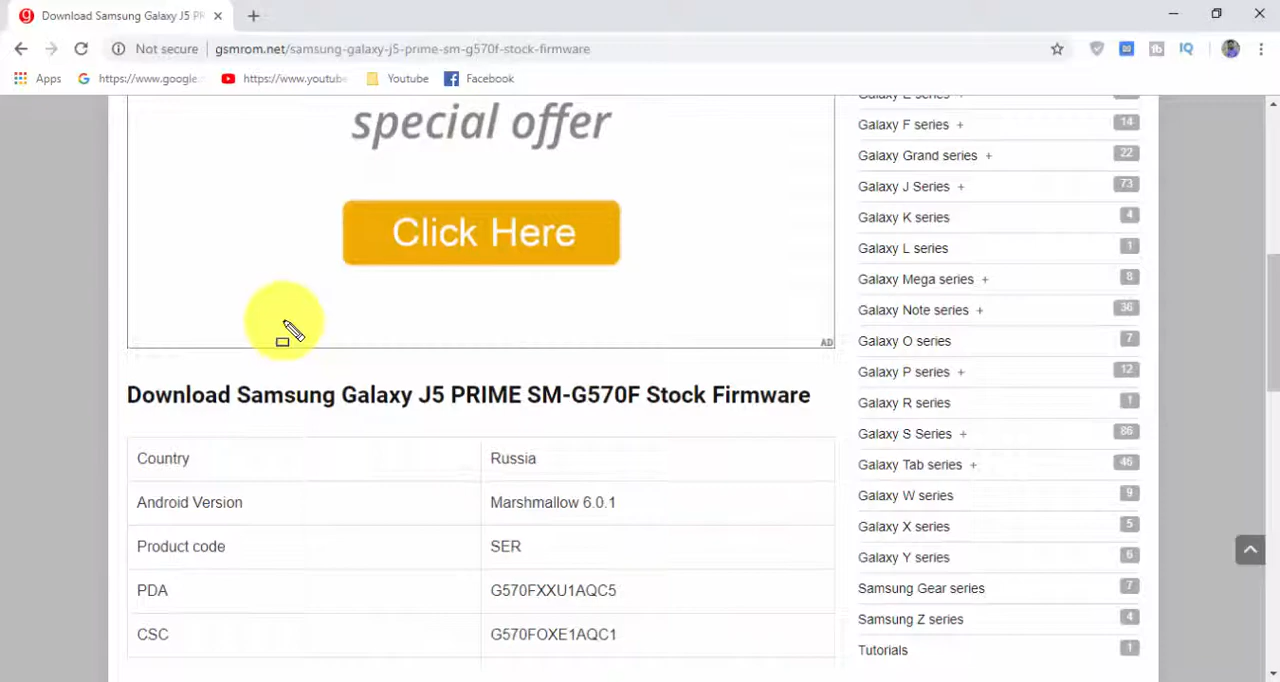 Download Samsung Galaxy J5 PR
Not secure
gsmrom.net/samsung-galaxy-j5-prime-sm-g570f-stock-firmware
IQ
Apps
https://www.google
https://www.youtube
Youtube
Facebook
special offer
Click Here
AD
Download Samsung Galaxy J5 PRIME SM-G570F Stock Firmware
Country Russia
Android Version Marshmallow 6.0.1
Product code SER
PDA G570FXXU1AQC5
CSC G570FOXE1AQC1
Galaxy E series +
Galaxy F series + 14
Galaxy Grand series + 22
Galaxy J Series + 73
Galaxy K series 4
Galaxy L series 1
Galaxy Mega series + 8
Galaxy Note series + 36
Galaxy O series 7
Galaxy P series + 12
Galaxy R series 1
Galaxy S Series + 86
Galaxy Tab series + 46
Galaxy W series 9
Galaxy X series 5
Galaxy Y series 6
Samsung Gear series 7
Samsung Z series 4
Tutorials 1